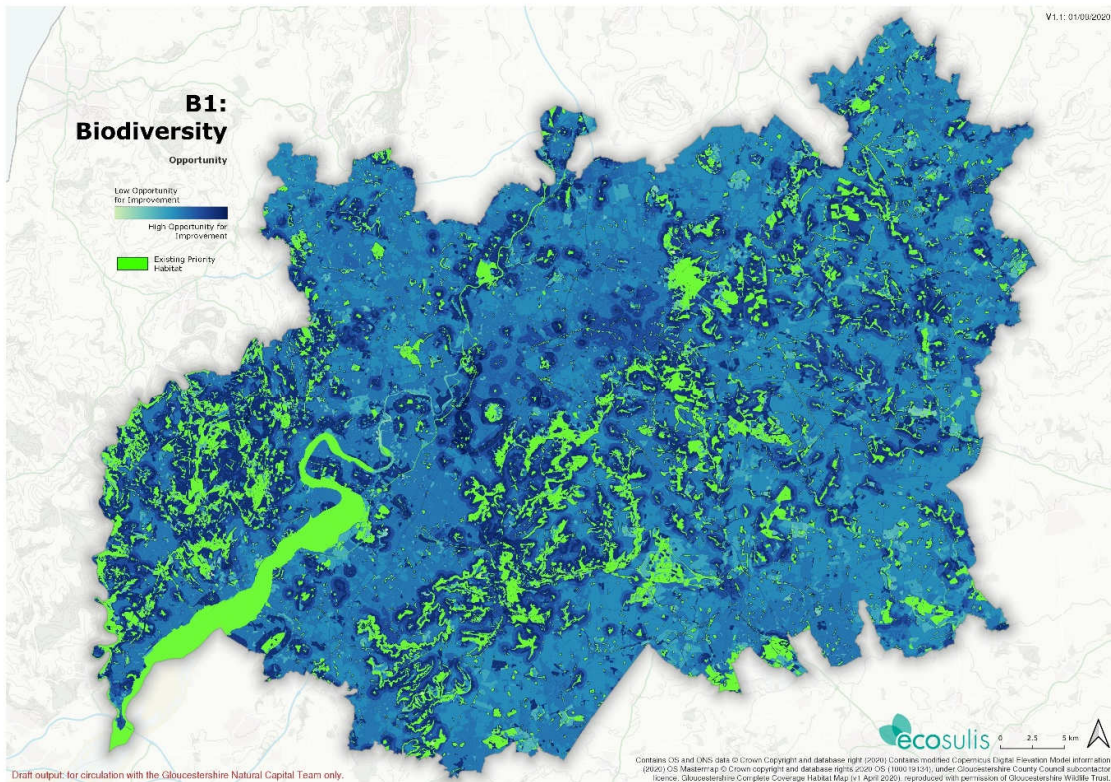 V1.1: 01/09/2020
B1:
Biodiversity
Opportunity
Low Opportunity
for Improvement
High Opportunity for
Improvement
Existing Priority
Habitat
ecosulis
0 2.5 5 km
Contains OS and ONS data © Crown Copyright and database right (2020) Contains modified Copernicus Digital Elevation Model information
(2020) OS Mastermap © Crown copyright and database rights 2020 OS (100019134), under Gloucestershire County Council subcontactor
licence. Gloucestershire Complete Coverage Habitat Map (v1 April 2020), reproduced with permission of Gloucestershire Wildlife Trust.
Draft output: for circulation with the Gloucestershire Natural Capital Team only.